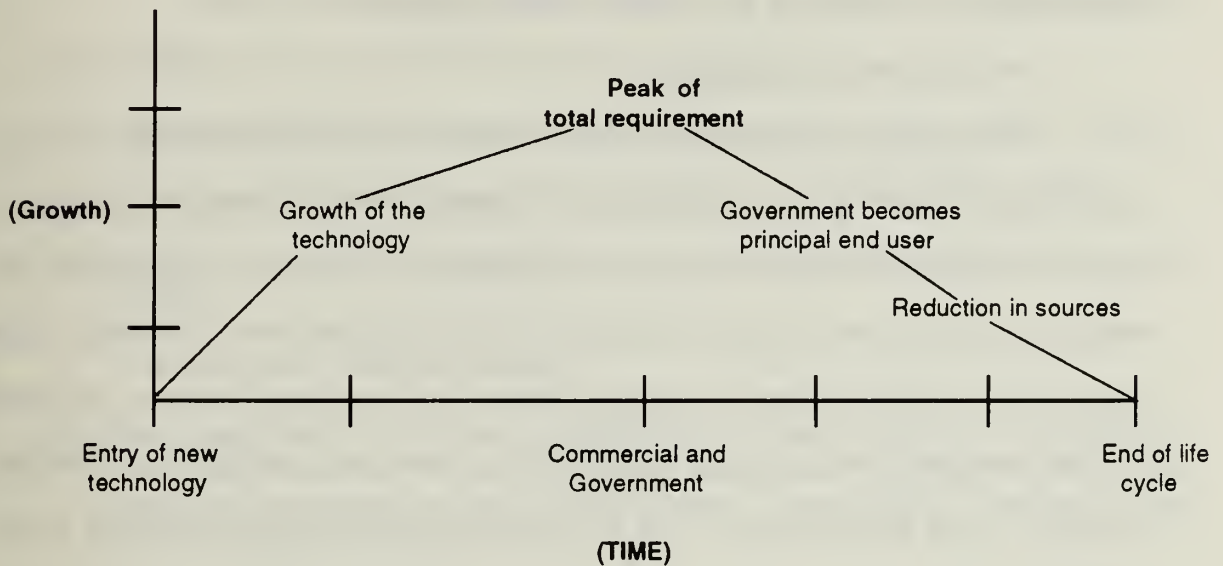 Peak of
total requirement
(Growth)
Growth of the
technology
Government becomes
principal end user
Reduction in sources
Entry of new
technology
Commercial and
Government
End of life
cycle
(TIME)